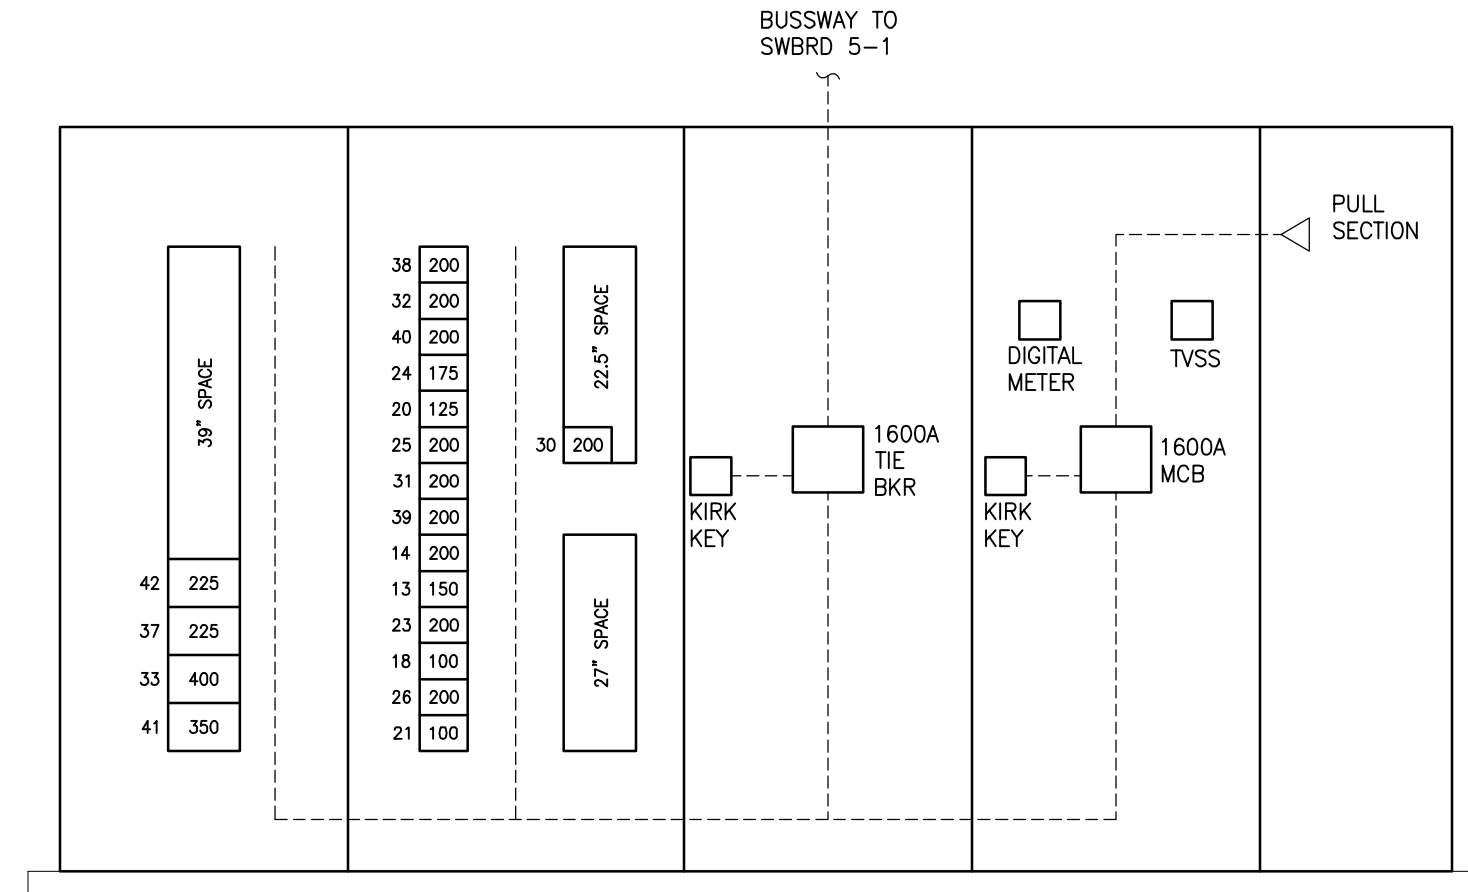 BUSSWAY TO
SWBRD 5-1
PULL
SECTION
39" SPACE
42 225
37 225
33 400
41 350
38 200
32 200
40 200
24 175
20 125
25 200
31 200
39 200
14 200
13 150
23 200
18 100
26 200
21 100
22.5" SPACE
30 200
27" SPACE
KIRK
KEY
1600A
TIE
BKR
DIGITAL
METER
TVSS
KIRK
KEY
1600A
MCB